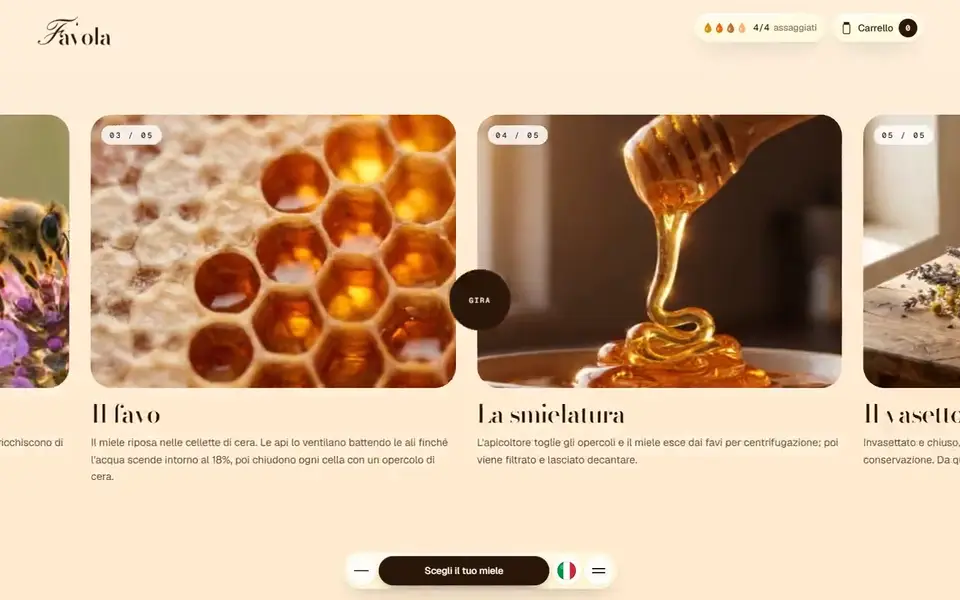 Favola
4/4 assaggiati
Carrello 0
03 / 05
04 / 05
05 / 05
GIRA
Il favo
La smielatura
Il vasetto
icchiscono di
Il miele riposa nelle cellette di cera. Le api lo ventilano battendo le ali finché
l'acqua scende intorno al 18%, poi chiudono ogni cella con un opercolo di
cera.
L'apicoltore toglie gli opercoli e il miele esce dai favi per centrifugazione; poi
viene filtrato e lasciato decantare.
Invasettato e chiuso,
conservazione. Da
Scegli il tuo miele